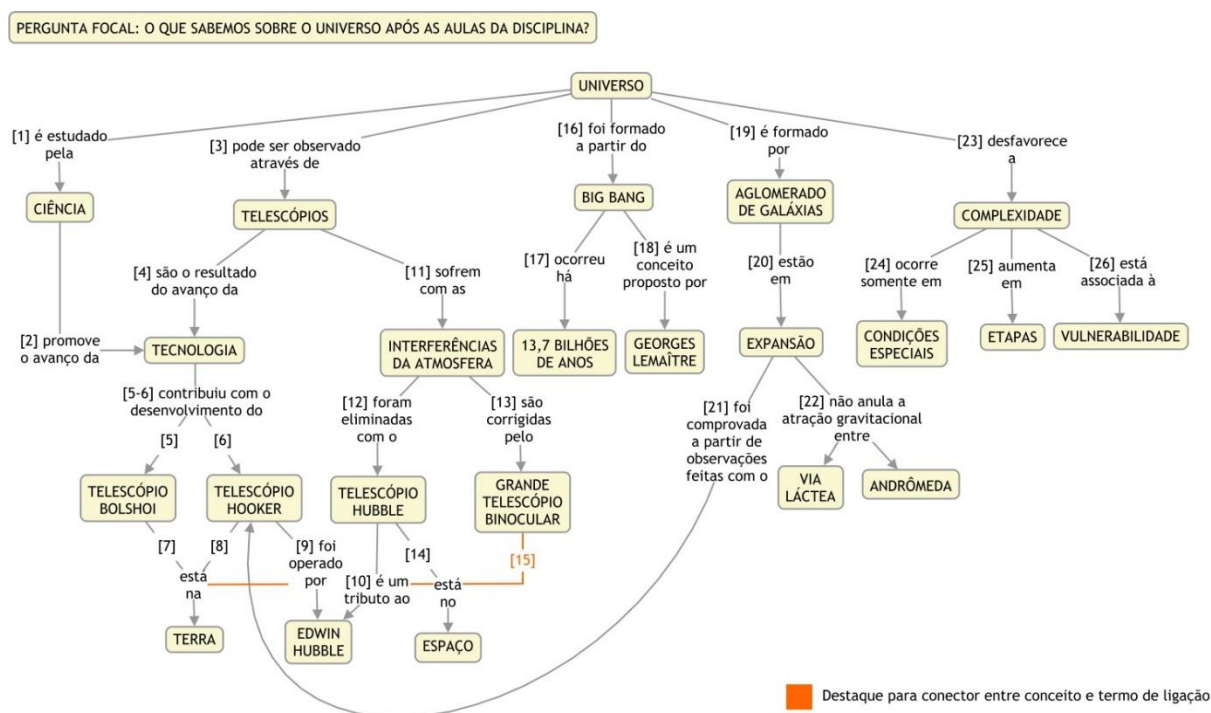 PERGUNTA FOCAL: O QUE SABEMOS SOBRE O UNIVERSO APÓS AS AULAS DA DISCIPLINA?
UNIVERSO
[1] é estudado
pela
[3] pode ser observado
através de
[16] foi formado
a partir do
[19] é formado
por
[23] desfavorece
a
CIÊNCIA
TELESCÓPIOS
BIG BANG
AGLOMERADO
DE GALÁXIAS
COMPLEXIDADE
[4] são o resultado
do avanço da
[11] sofrem
com as
[17] ocorreu
há
[18] é um
conceito
proposto por
[20] estão
em
[24] ocorre
somente em
[25] aumenta
em
[26] está
associada à
[2] promove
o avanço da
TECNOLOGIA
INTERFERÊNCIAS
DA ATMOSFERA
13,7 BILHÕES
DE ANOS
GEORGES
LEMAÎTRE
EXPANSÃO
CONDIÇÕES
ESPECIAIS
ETAPAS
VULNERABILIDADE
[5-6] contribuiu com o
desenvolvimento do
[12] foram
eliminadas
com o
[13] são
corrigidas
pelo
[21] foi
comprovada
a partir de
observações
feitas com o
[22] não anula a
atração gravitacional
entre
[5]
[6]
TELESCÓPIO
BOLSHOI
TELESCÓPIO
HOOKER
TELESCÓPIO
HUBBLE
GRANDE
TELESCÓPIO
BINOCULAR
VIA
LÁCTEA
ANDRÔMEDA
[7]
[8]
está
na
[9] foi
operado
por
[10] é um
tributo ao
[14]
está
no
[15]
TERRA
EDWIN
HUBBLE
ESPAÇO
Destaque para conector entre conceito e termo de ligação